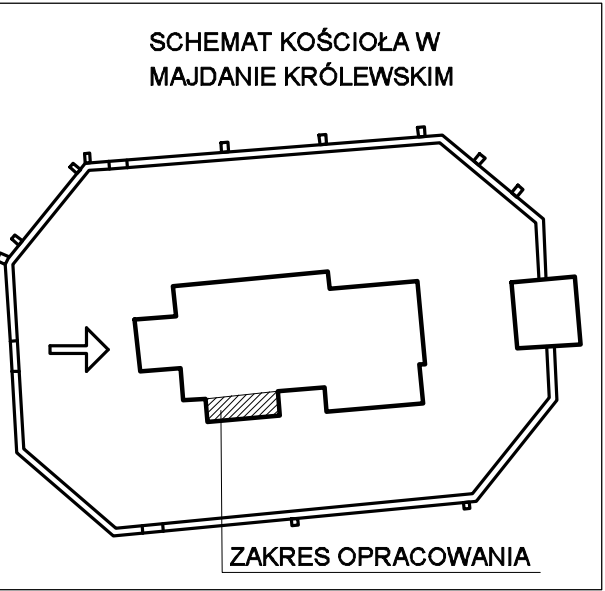 SCHEMAT KOŚCIOŁA W
MAJDANIE KRÓLEWSKIM
ZAKRES OPRACOWANIA